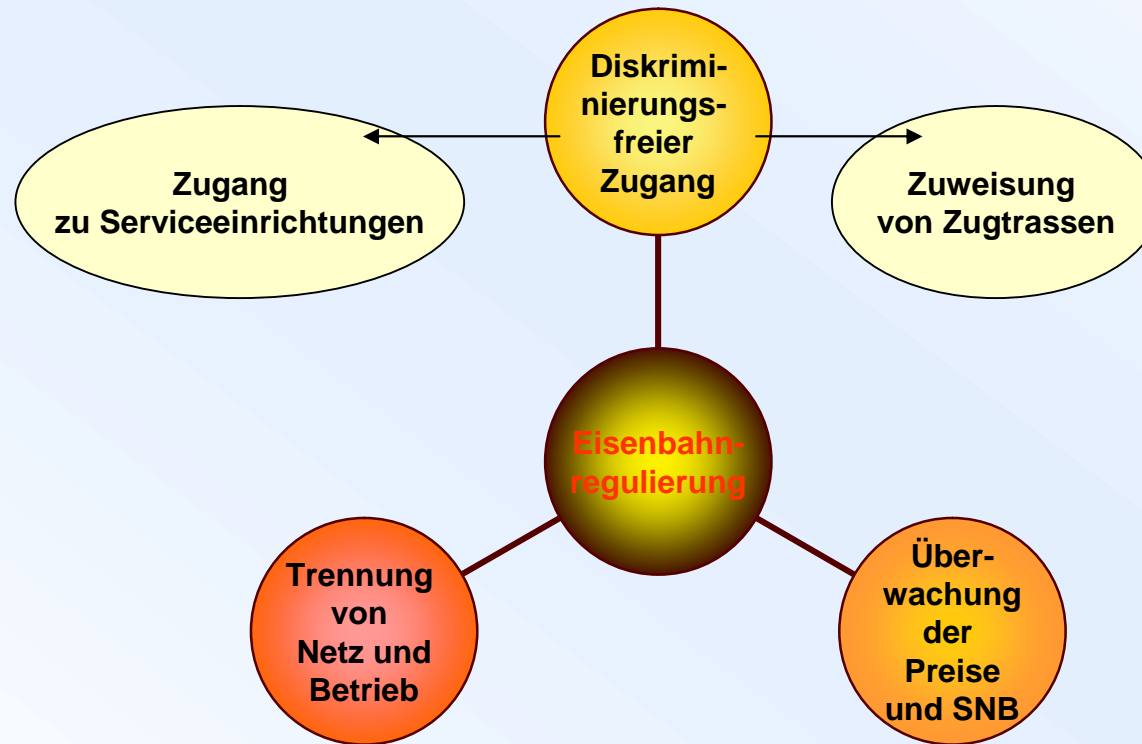 Diskrimi-
nierungs-
freier
Zugang
Zugang
zu Serviceeinrichtungen
Zuweisung
von Zugtrassen
Eisenbahn-
regulierung
Trennung
von
Netz und
Betrieb
Über-
wachung
der
Preise
und SNB